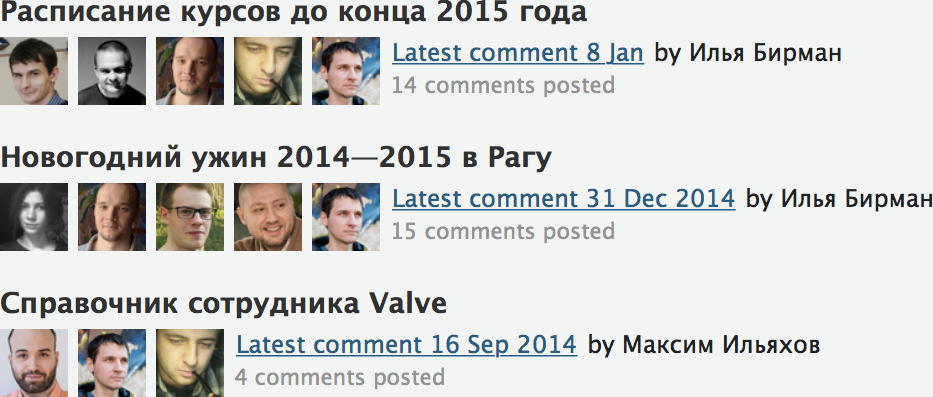 Расписание курсов до конца 2015 года
Latest comment 8 Jan by Илья Бирман
14 comments posted
Новогодний ужин 2014—2015 в Рагу
Latest comment 31 Dec 2014 by Илья Бирман
15 comments posted
Справочник сотрудника Valve
Latest comment 16 Sep 2014 by Максим Ильяхов
4 comments posted